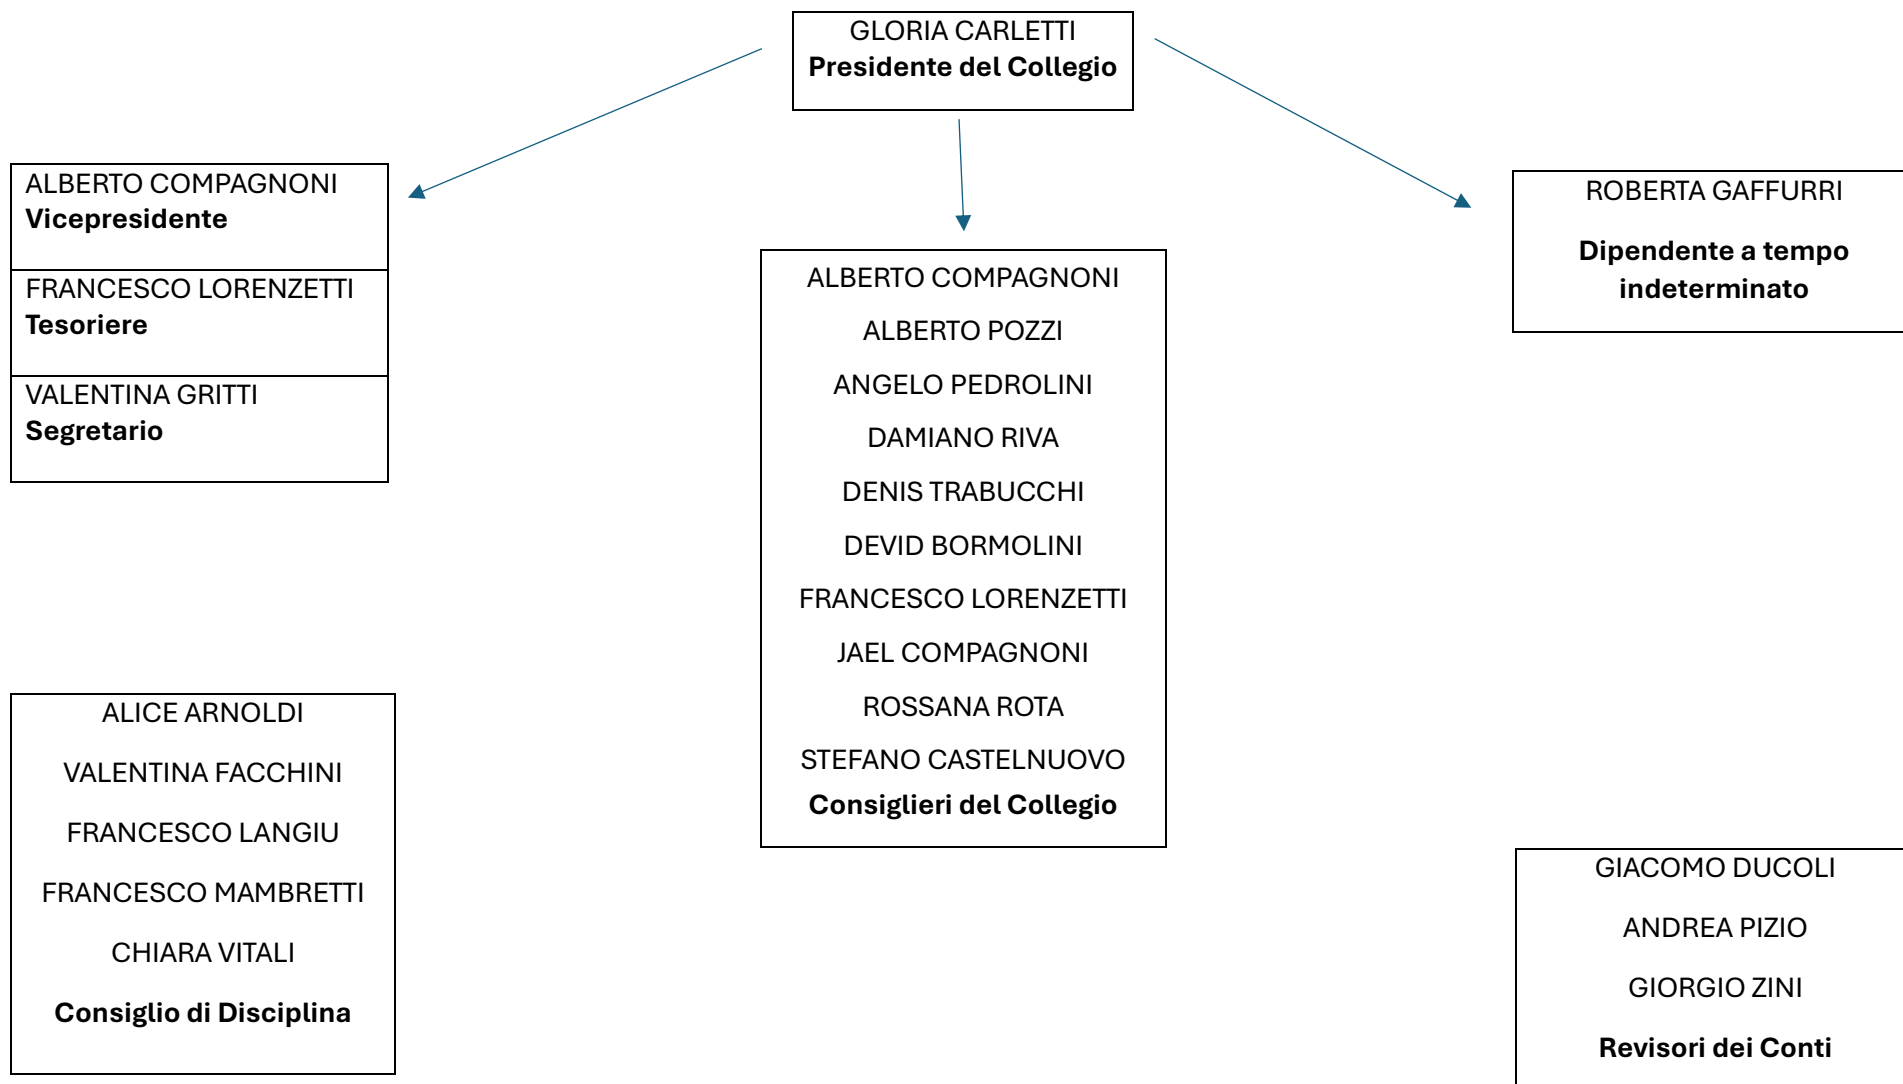 GLORIA CARLETTI
Presidente del Collegio
ALBERTO COMPAGNONI
Vicepresidente
FRANCESCO LORENZETTI
Tesoriere
VALENTINA GRITTI
Segretario
ALBERTO COMPAGNONI
ALBERTO POZZI
ANGELO PEDROLINI
DAMIANO RIVA
DENIS TRABUCCHI
DEVID BORMOLINI
FRANCESCO LORENZETTI
JAEL COMPAGNONI
ROSSANA ROTA
STEFANO CASTELNUOVO
Consiglieri del Collegio
ROBERTA GAFFURRI
Dipendente a tempo
indeterminato
ALICE ARNOLDI
VALENTINA FACCHINI
FRANCESCO LANGIU
FRANCESCO MAMBRETTI
CHIARA VITALI
Consiglio di Disciplina
GIACOMO DUCOLI
ANDREA PIZIO
GIORGIO ZINI
Revisori dei Conti